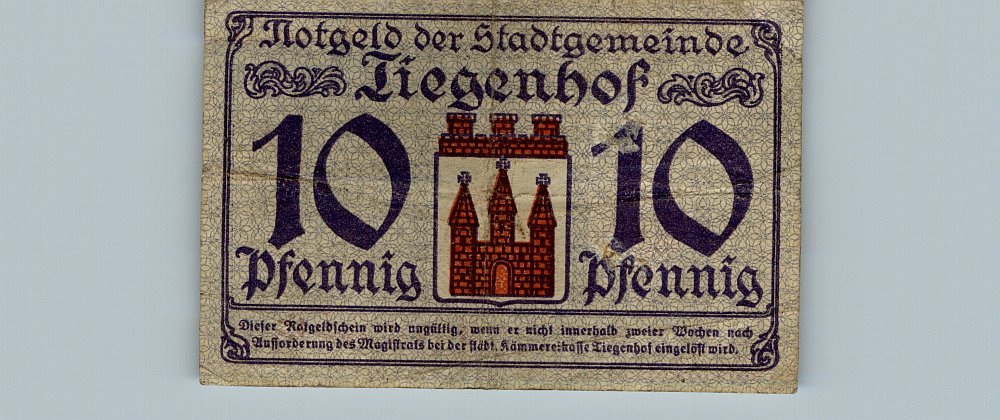 Notgeld der Stadtgemeinde
Tiegenhof
10 10
Pfennig Pfennig
Dieser Notgeldschein wird ungültig, wenn er nicht innerhalb zweier Wochen nach
Aufforderung des Magistrats bei der städt. Kämmereikasse Tiegenhof eingelöst wird.